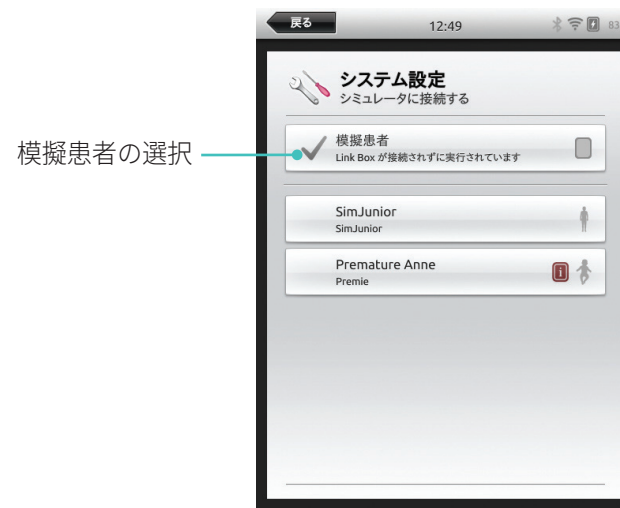 戻る
12:49
83
システム設定
シミュレータに接続する
模擬患者の選択
模擬患者
Link Box が接続されずに実行されています
SimJunior
SimJunior
Premature Anne
Premie
i